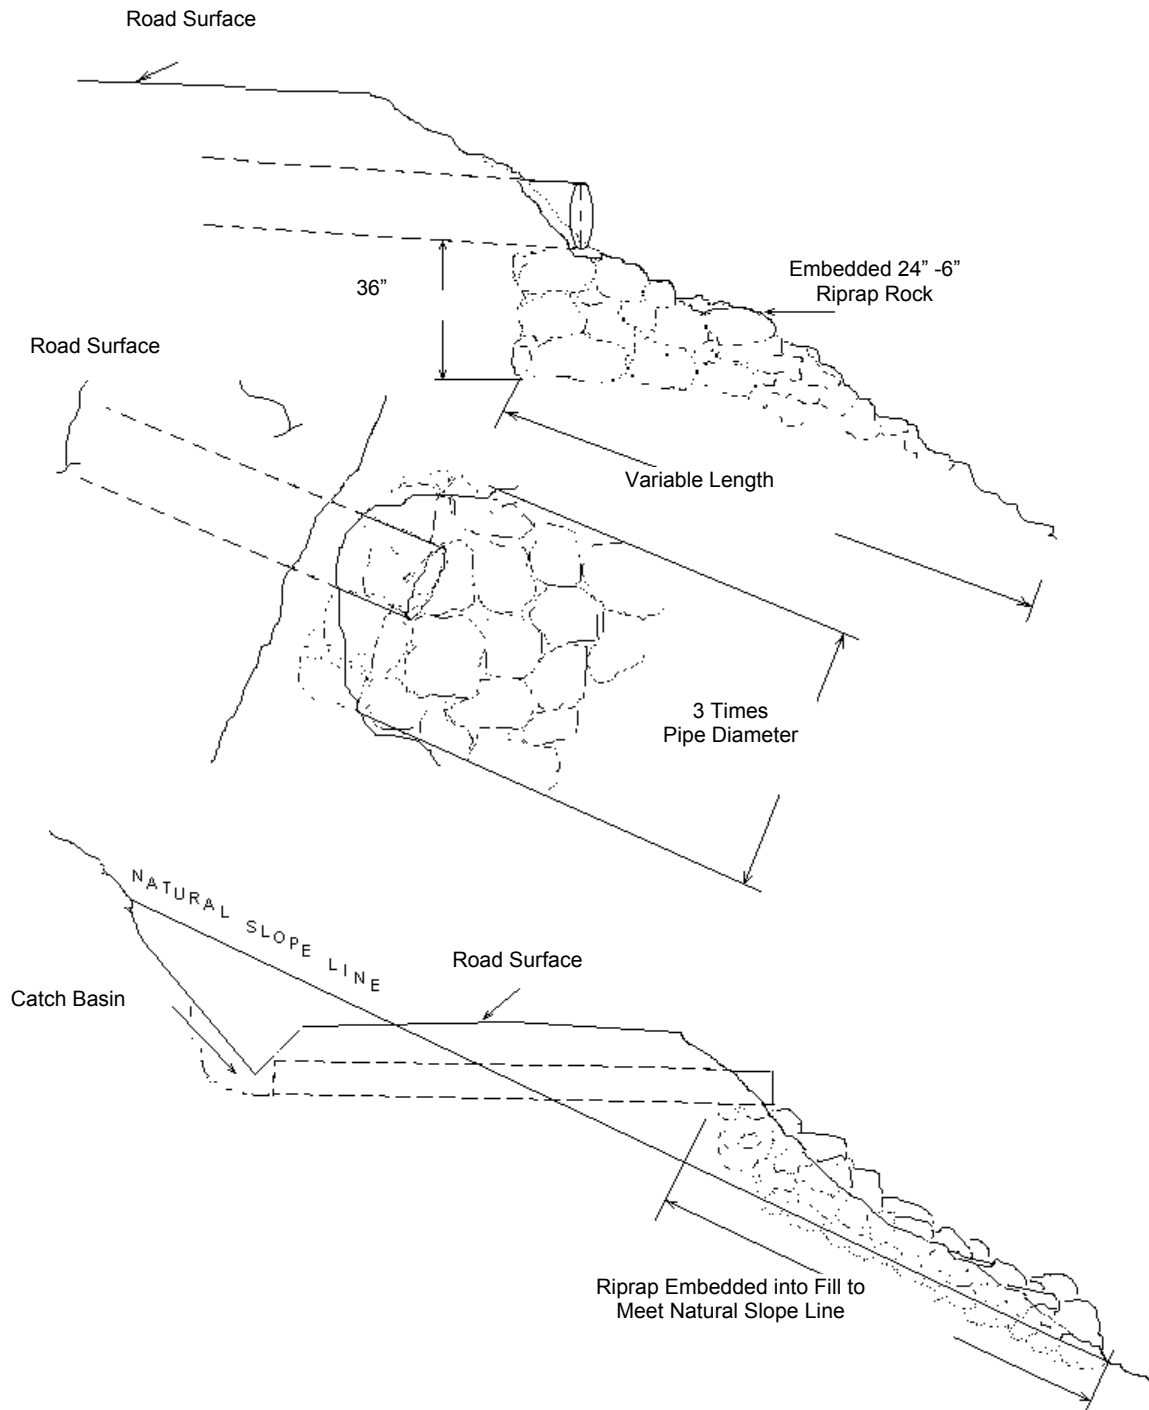 Road Surface
Embedded 24” -6”
Riprap Rock
36”
Road Surface
Variable Length
3 Times
Pipe Diameter
NATURAL SLOPE LINE
Road Surface
Catch Basin
Riprap Embedded into Fill to
Meet Natural Slope Line